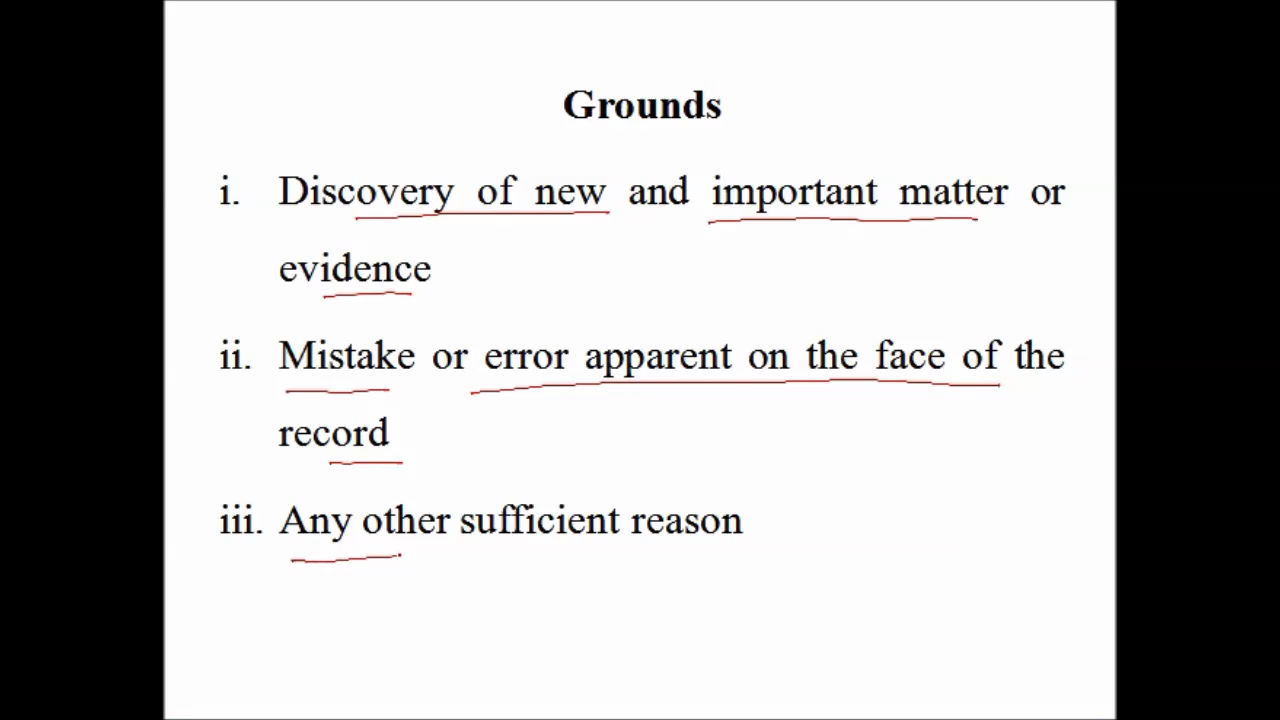 Grounds
i. Discovery of new and important matter or
evidence
ii. Mistake or error apparent on the face of the
record
iii. Any other sufficient reason